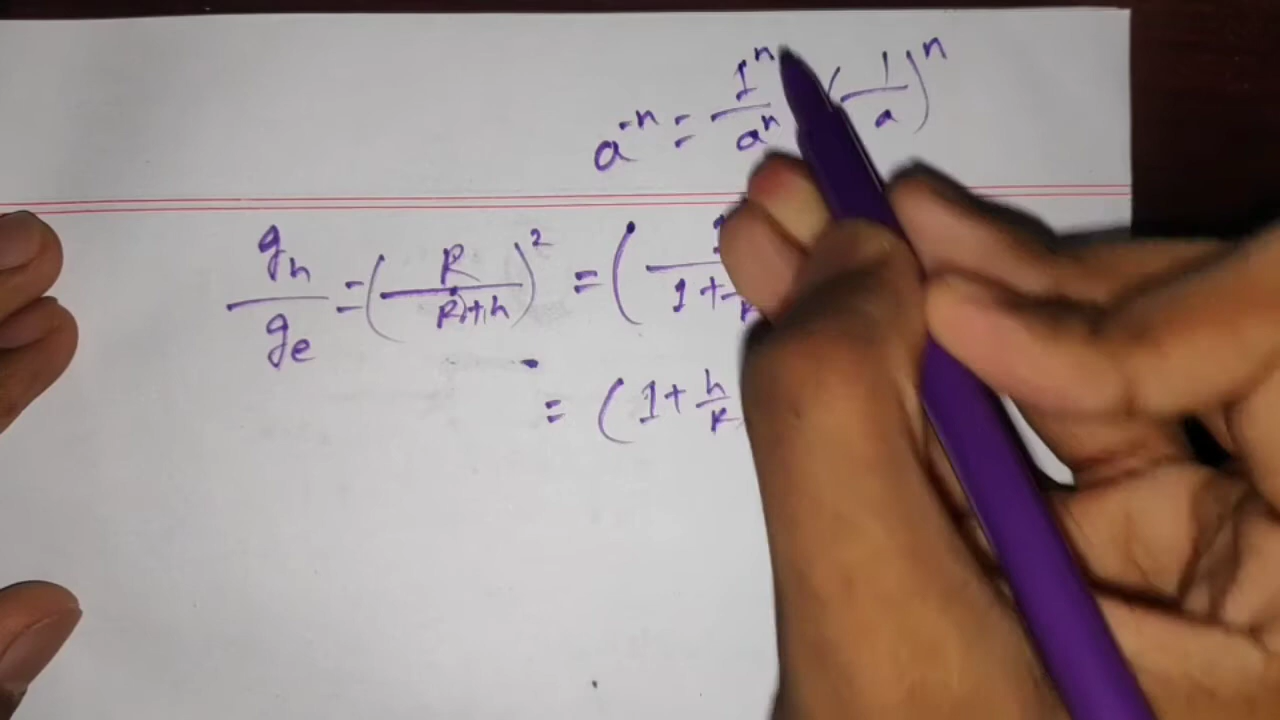 a^-n = 1^n/a^n (1/a)^n
g_h/g_e = (R/R+h)^2 = (1/1+
= (1+h/R